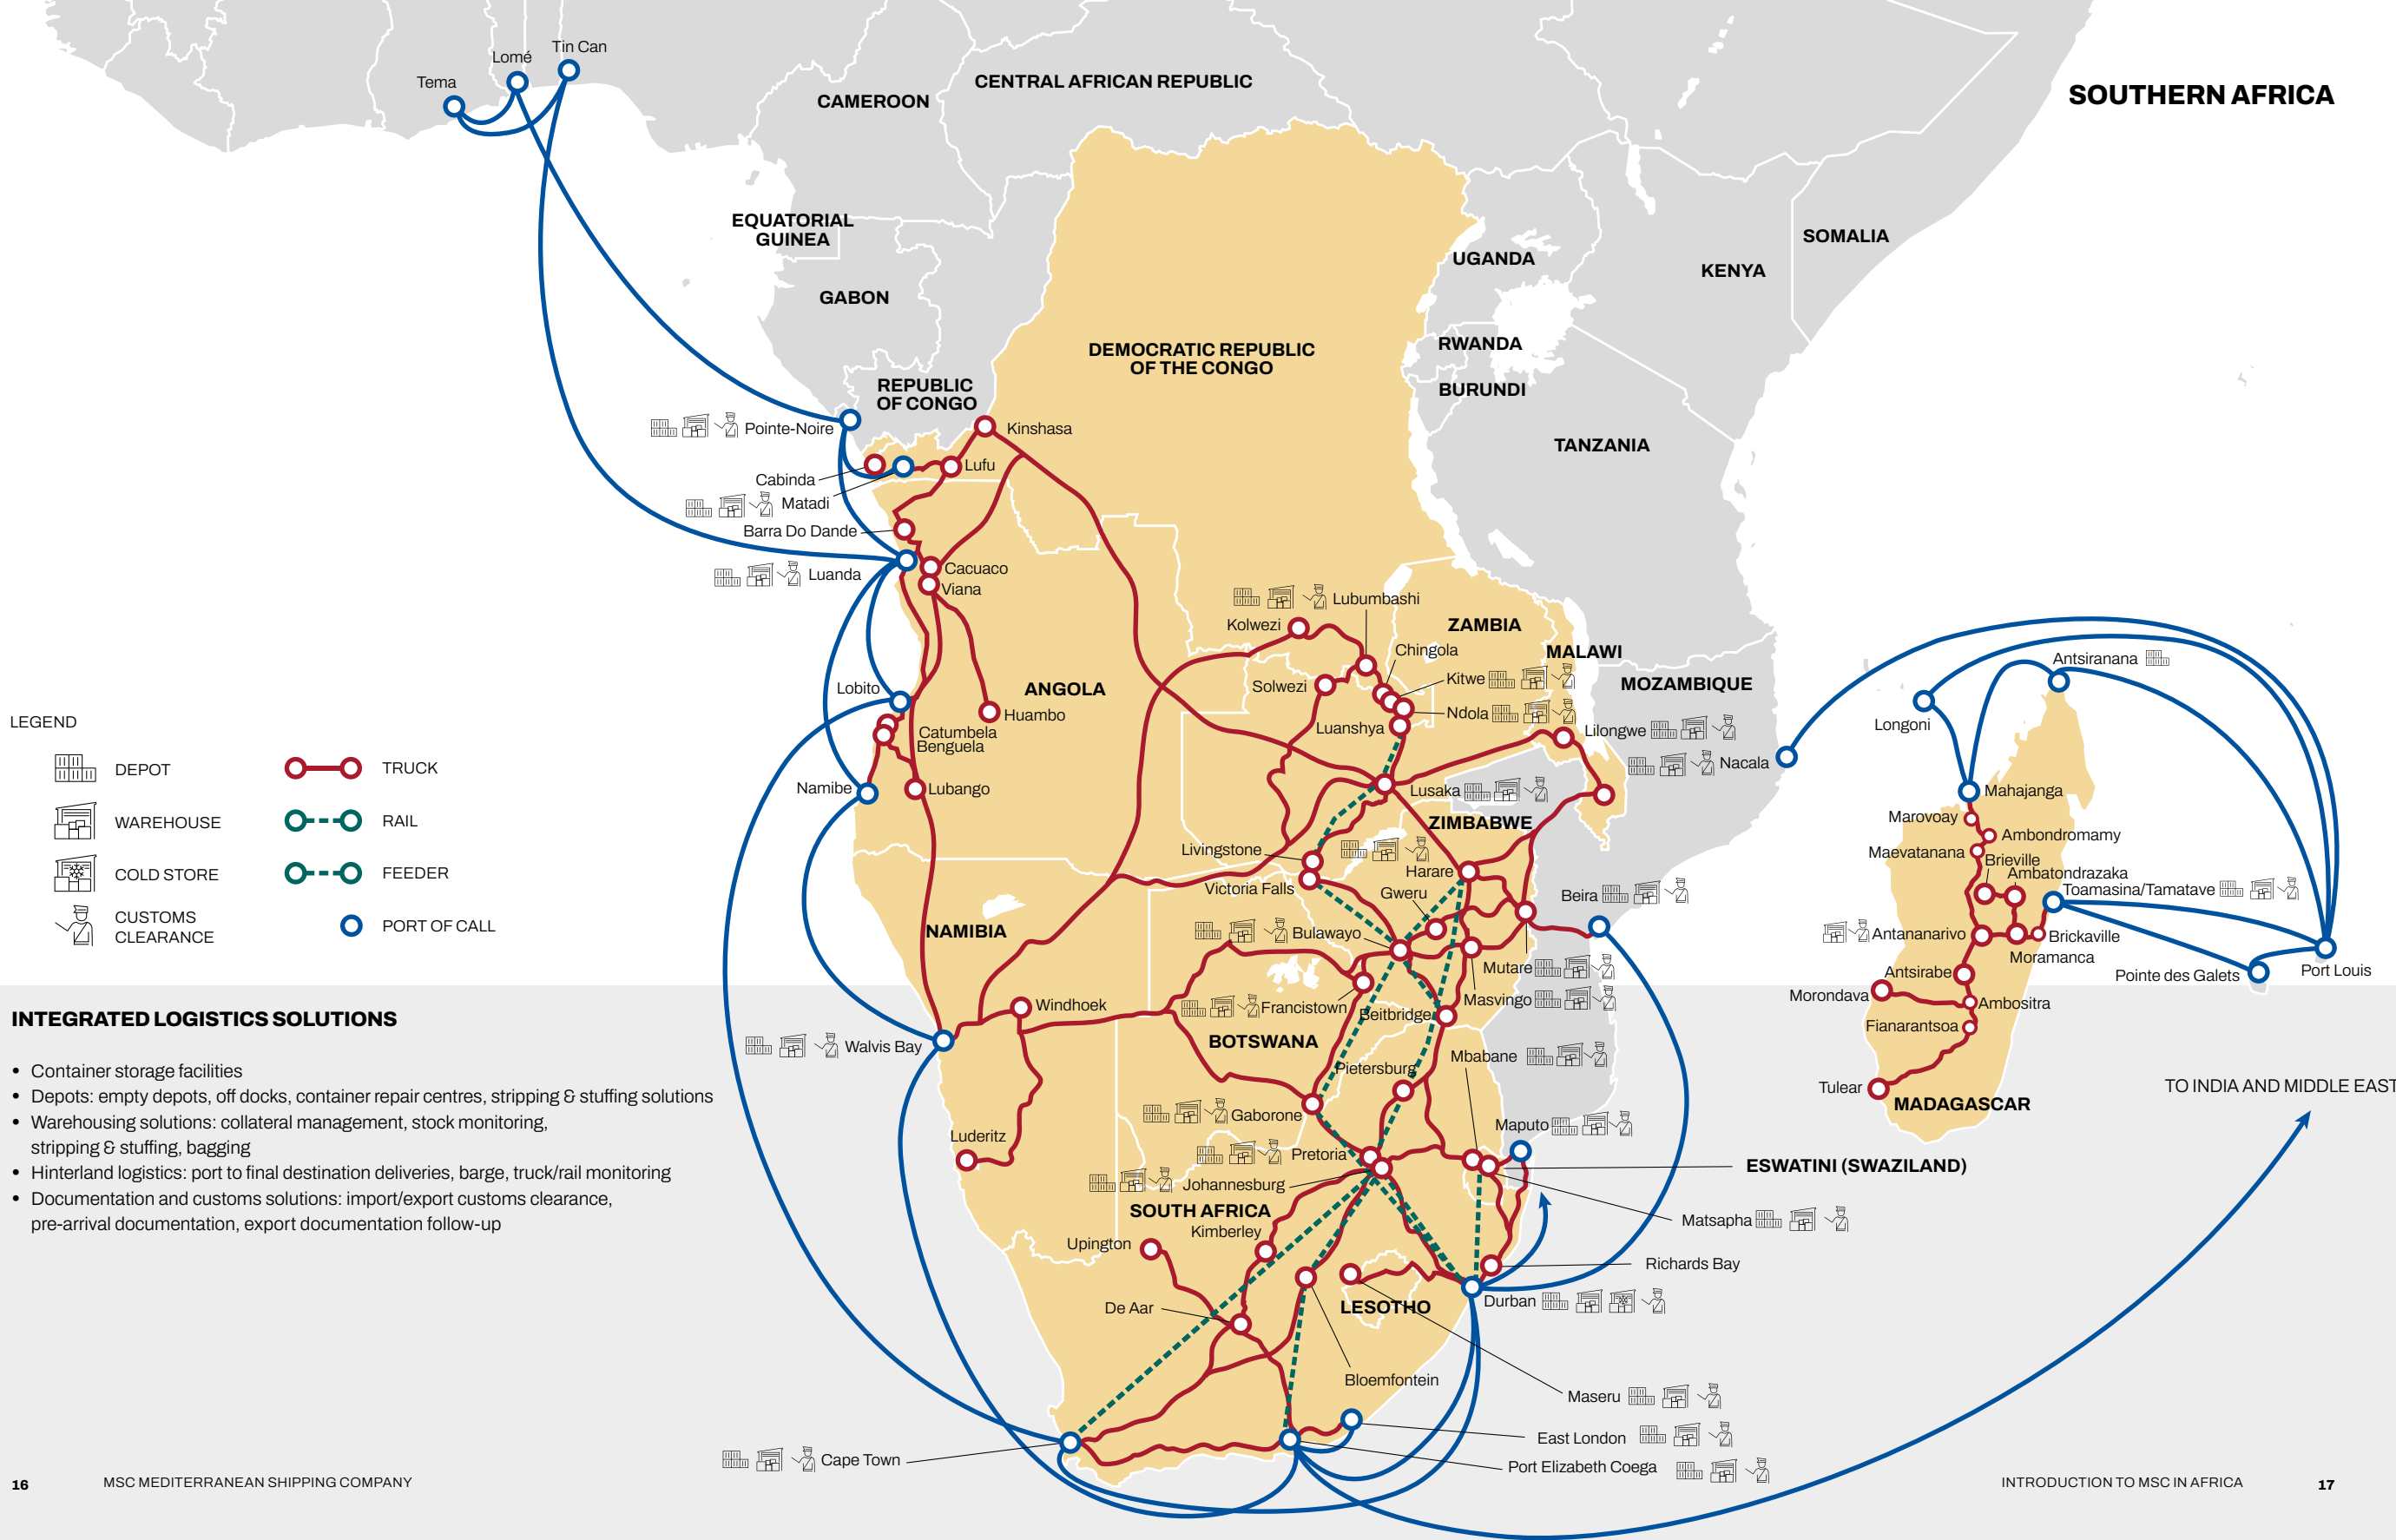 SOUTHERN AFRICA
Tema
Lomé
Tin Can
CAMEROON
CENTRAL AFRICAN REPUBLIC
EQUATORIAL
GUINEA
GABON
REPUBLIC
OF CONGO
DEMOCRATIC REPUBLIC
OF THE CONGO
UGANDA
RWANDA
BURUNDI
KENYA
SOMALIA
TANZANIA
Pointe-Noire
Kinshasa
Cabinda
Lufu
Matadi
Barra Do Dande
Luanda
Cacuaco
Viana
Lobito
ANGOLA
Huambo
Catumbela
Benguela
Namibe
Lubango
Lubumbashi
Kolwezi
ZAMBIA
Chingola
MALAWI
Solwezi
Kitwe
MOZAMBIQUE
Ndola
Luanshya
Lilongwe
Nacala
Lusaka
ZIMBABWE
Livingstone
Harare
Victoria Falls
Gweru
Beira
NAMIBIA
Bulawayo
Mutare
Masvingo
Francistown
Beitbridge
Windhoek
BOTSWANA
Walvis Bay
Mbabane
Pietersburg
Gaborone
Maputo
Luderitz
Pretoria
ESWATINI (SWAZILAND)
Johannesburg
SOUTH AFRICA
Matsapha
Kimberley
Upington
Richards Bay
Durban
De Aar
LESOTHO
Bloemfontein
Maseru
East London
Port Elizabeth Coega
Cape Town
Antsiranana
Longoni
Mahajanga
Marovoay
Ambondromamy
Maevatanana
Brieville
Ambatondrazaka
Toamasina/Tamatave
Antananarivo
Brickaville
Moramanca
Antsirabe
Pointe des Galets
Port Louis
Morondava
Ambositra
Fianarantsoa
Tulear
MADAGASCAR
TO INDIA AND MIDDLE EAST
LEGEND
DEPOT
TRUCK
WAREHOUSE
RAIL
COLD STORE
FEEDER
CUSTOMS
CLEARANCE
PORT OF CALL
INTEGRATED LOGISTICS SOLUTIONS
• Container storage facilities
• Depots: empty depots, off docks, container repair centres, stripping & stuffing solutions
• Warehousing solutions: collateral management, stock monitoring,
stripping & stuffing, bagging
• Hinterland logistics: port to final destination deliveries, barge, truck/rail monitoring
• Documentation and customs solutions: import/export customs clearance,
pre-arrival documentation, export documentation follow-up
16
MSC MEDITERRANEAN SHIPPING COMPANY
INTRODUCTION TO MSC IN AFRICA
17